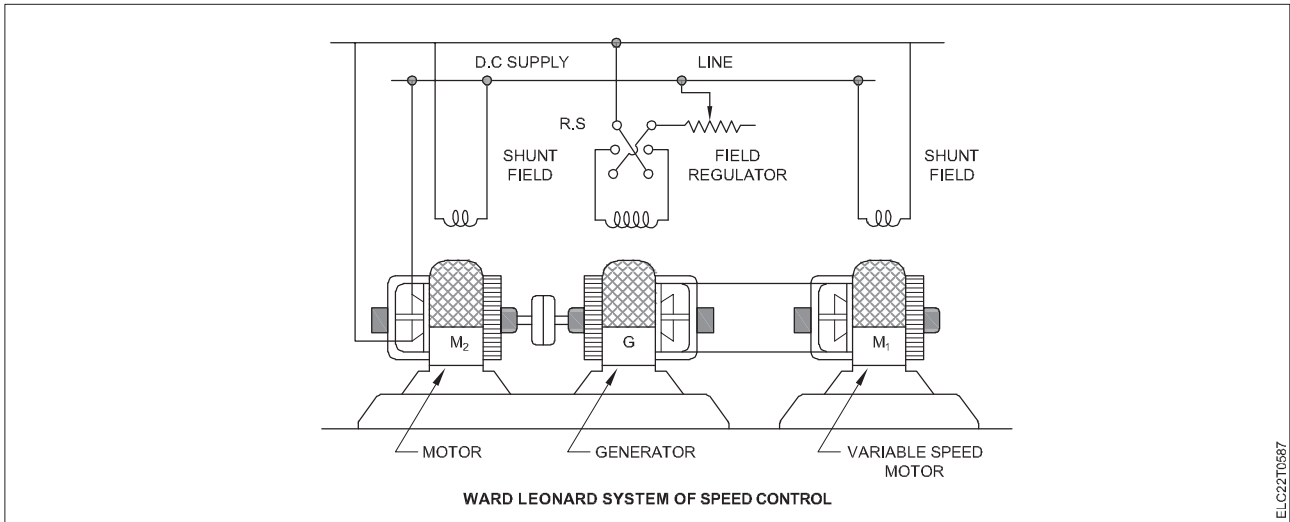 D.C SUPPLY
LINE
R.S
SHUNT
FIELD
FIELD
REGULATOR
SHUNT
FIELD
M2
G
M1
MOTOR
GENERATOR
VARIABLE SPEED
MOTOR
WARD LEONARD SYSTEM OF SPEED CONTROL
ELC22T0587